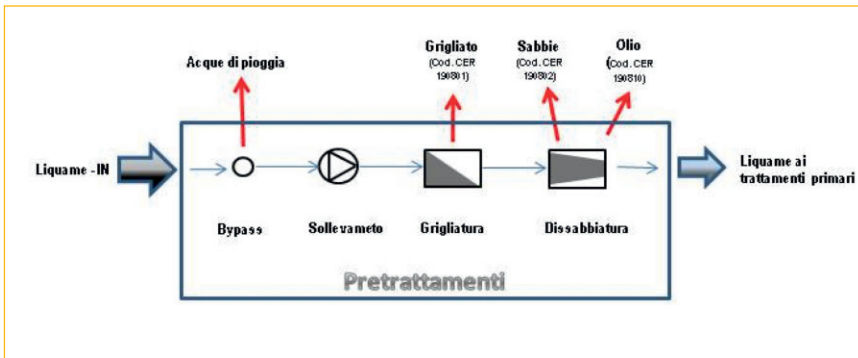 Acque di pioggia
Grigliato
(Cod. CER
190801)
Sabbie
(Cod. CER
190802)
Olio
(Cod. CER
190810)
Liquame -IN
Liquame ai
trattamenti primari
Bypass
Sollevameto
Grigliatura
Dissabbiatura
Pretrattamenti